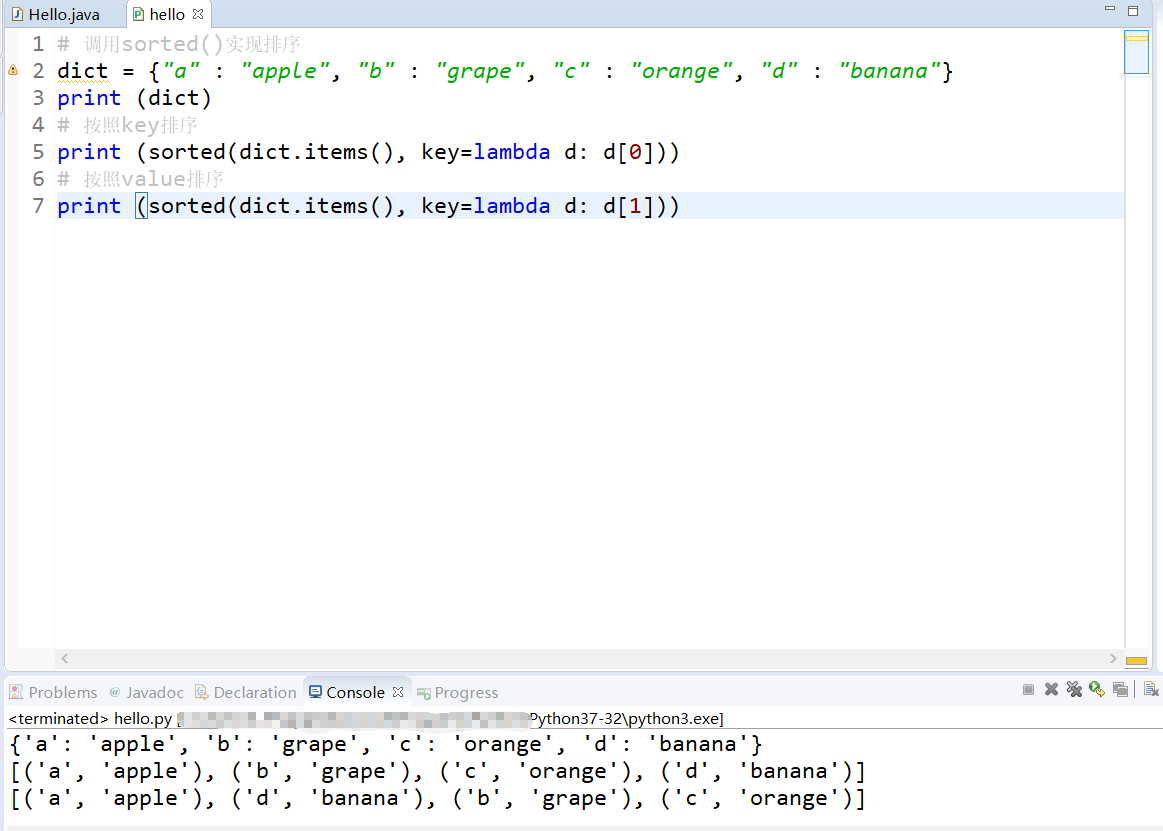 Hello.java hello
1 # 调用sorted()实现排序
2 dict = {"a" : "apple", "b" : "grape", "c" : "orange", "d" : "banana"}
3 print (dict)
4 # 按照key排序
5 print (sorted(dict.items(), key=lambda d: d[0]))
6 # 按照value排序
7 print (sorted(dict.items(), key=lambda d: d[1]))
Problems @ Javadoc Declaration Console Progress
<terminated> hello.py [Python37-32\python3.exe]
{'a': 'apple', 'b': 'grape', 'c': 'orange', 'd': 'banana'}
[('a', 'apple'), ('b', 'grape'), ('c', 'orange'), ('d', 'banana')]
[('a', 'apple'), ('d', 'banana'), ('b', 'grape'), ('c', 'orange')]